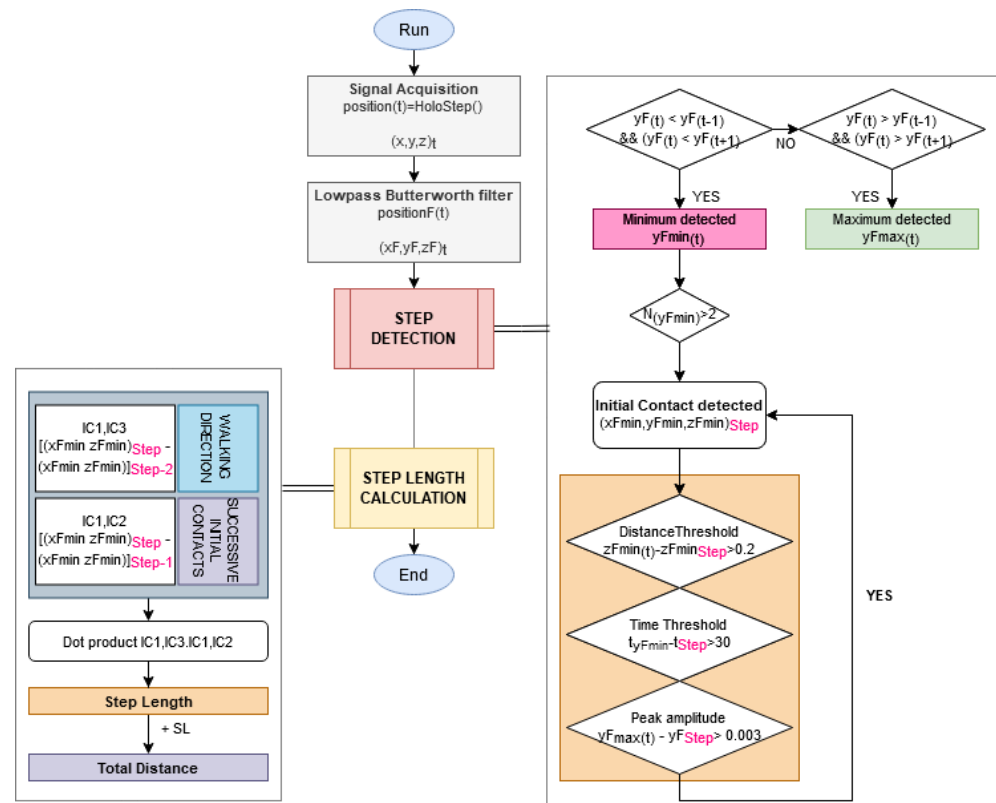 Run
Signal Acquisition
position(t)=HoloStep()
(x,y,z)t
Lowpass Butterworth filter
positionF(t)
(xF,yF,zF)t
STEP
DETECTION
STEP LENGTH
CALCULATION
End
yF(t) < yF(t-1)
&& (yF(t) < yF(t+1)
NO
yF(t) > yF(t-1)
&& (yF(t) > yF(t+1)
YES
YES
Minimum detected
yFmin(t)
Maximum detected
yFmax(t)
N(yFmin)>2
Initial Contact detected
(xFmin,yFmin,zFmin)Step
DistanceThreshold
zFmin(t)-zFminStep>0.2
Time Threshold
tyFmin-tStep>30
Peak amplitude
yFmax(t) - yFStep> 0.003
YES
IC1,IC3
[(xFmin zFmin)Step -
(xFmin zFmin)]Step-2
WALKING
DIRECTION
IC1,IC2
[(xFmin zFmin)Step -
(xFmin zFmin)]Step-1
SUCCESSIVE
INITIAL
CONTACTS
Dot product IC1,IC3.IC1,IC2
Step Length
+ SL
Total Distance